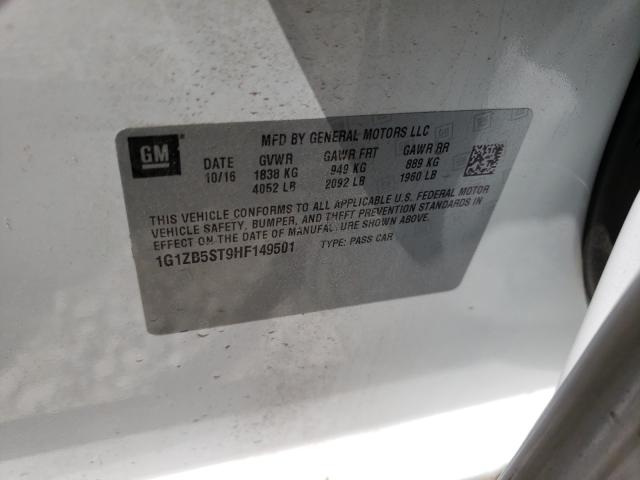 GM
MFD BY GENERAL MOTORS LLC
DATE GVWR GAWR FRT GAWR RR
10/16 1838 KG 949 KG 889 KG
4052 LB 2092 LB 1960 LB
THIS VEHICLE CONFORMS TO ALL APPLICABLE U.S. FEDERAL MOTOR
VEHICLE SAFETY, BUMPER, AND THEFT PREVENTION STANDARDS IN
EFFECT ON THE DATE OF MANUFACTURE SHOWN ABOVE.
1G1ZB5ST9HF149501 TYPE: PASS CAR